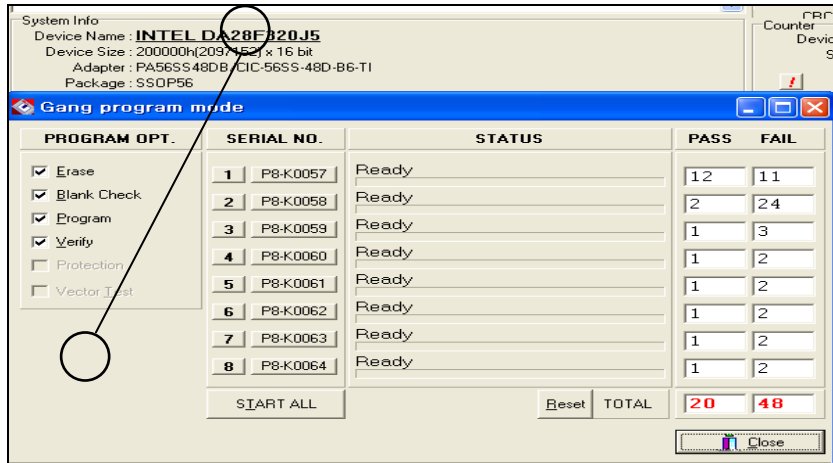 CRC
System Info
Counter
Device Name : INTEL DA28F320J5
Devic
Device Size : 200000h(2097152) x 16 bit
S
Adapter : PA56SS48DB/CIC-56SS-48D-B6-TI
Package : SSOP56
!
Gang program mode
PROGRAM OPT. SERIAL NO. STATUS PASS FAIL
Erase 1 P8-K0057 Ready 12 11
Blank Check 2 P8-K0058 Ready 2 24
Program 3 P8-K0059 Ready 1 3
Verify 4 P8-K0060 Ready 1 2
Protection 5 P8-K0061 Ready 1 2
Vector Test 6 P8-K0062 Ready 1 2
7 P8-K0063 Ready 1 2
8 P8-K0064 Ready 1 2
START ALL Reset TOTAL 20 48
Close